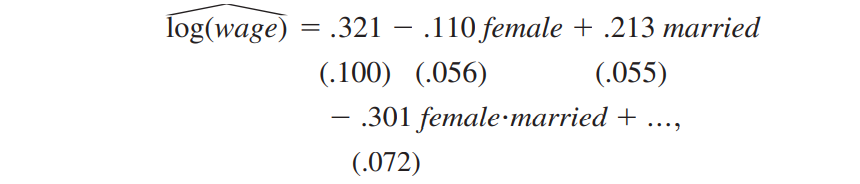 log(wage) = .321 − .110 female + .213 married
(.100) (.056) (.055)
− .301 female·married + ...,
(.072)